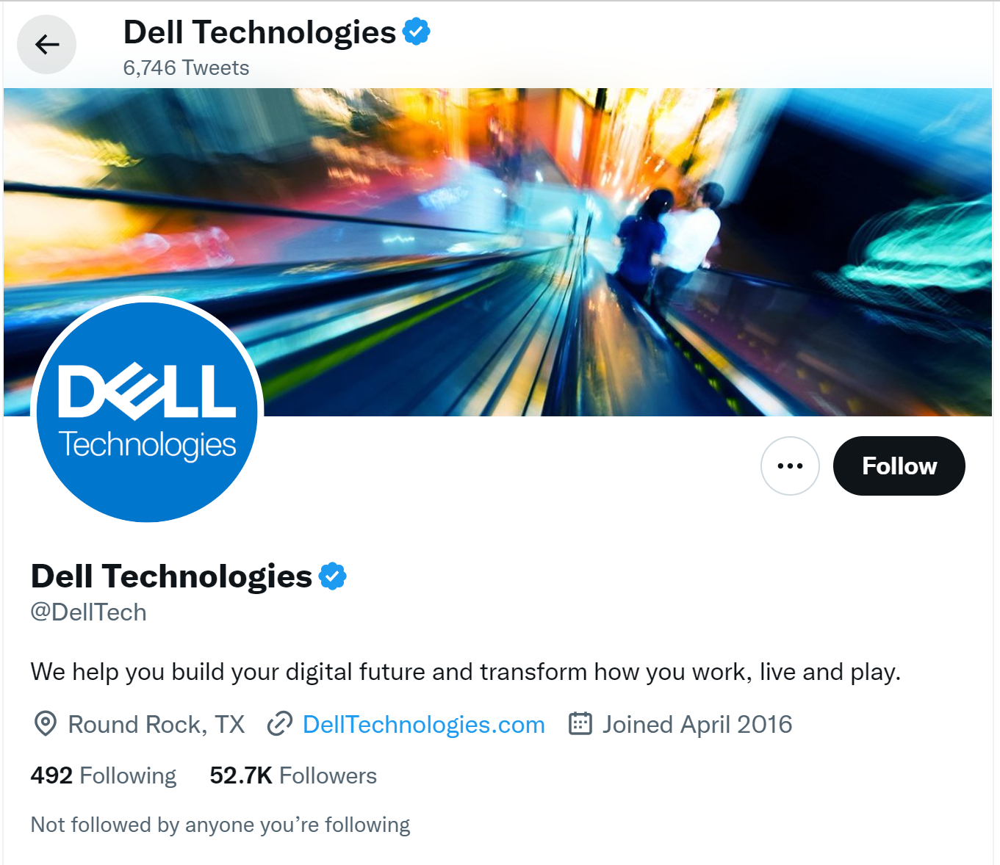 Dell Technologies
6,746 Tweets
DELL
Technologies
Follow
Dell Technologies
@DellTech
We help you build your digital future and transform how you work, live and play.
Round Rock, TX DellTechnologies.com Joined April 2016
492 Following 52.7K Followers
Not followed by anyone you’re following